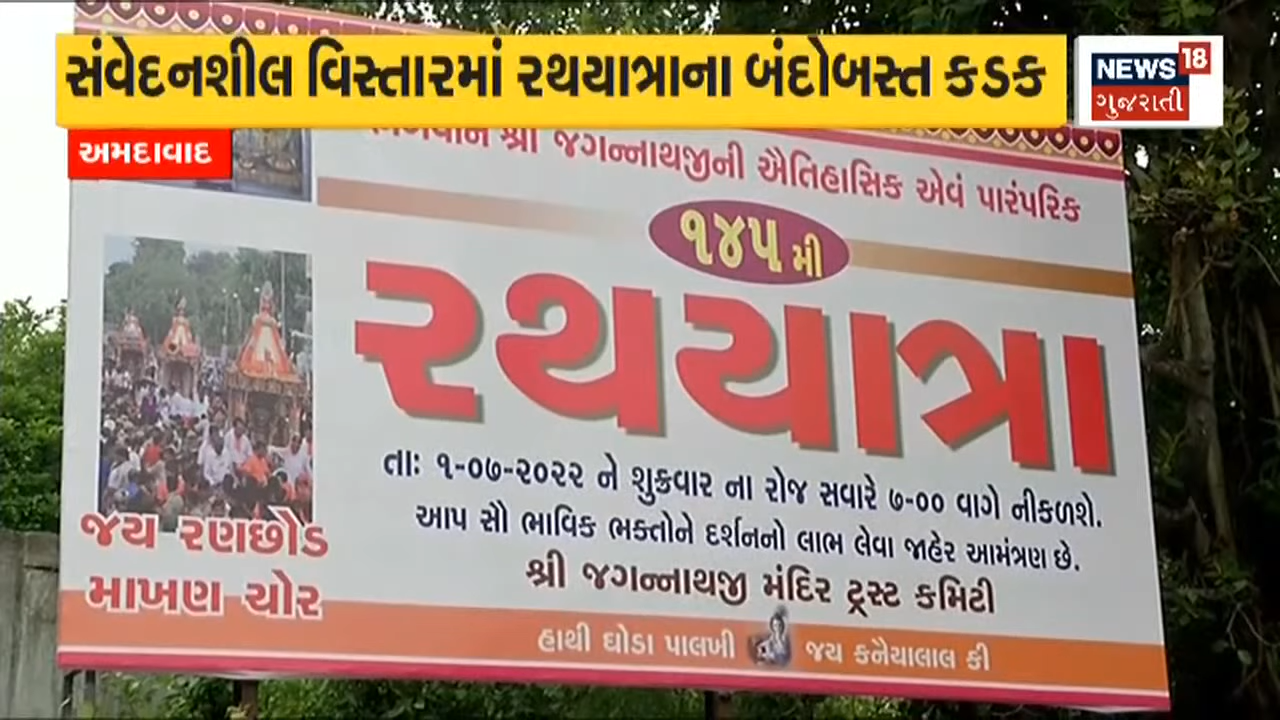 સંવેદનશીલ વિસ્તારમાં રથયાત્રાના બંદોબસ્ત કડક
NEWS 18
ગુજરાતી
અમદાવાદ
શ્રી જગન્નાથજીની ઐતિહાસિક એવં પારંપરિક
૧૪૫ મી
રથયાત્રા
તાઃ ૧-૦૭-૨૦૨૨ ને શુક્રવાર ના રોજ સવારે ૭-૦૦ વાગે નીકળશે.
આપ સૌ ભાવિક ભક્તોને દર્શનનો લાભ લેવા જાહેર આમંત્રણ છે.
શ્રી જગન્નાથજી મંદિર ટ્રસ્ટ કમિટી
જય રણછોડ
માખણ ચોર
હાથી ઘોડા પાલખી જય કનૈયાલાલ કી